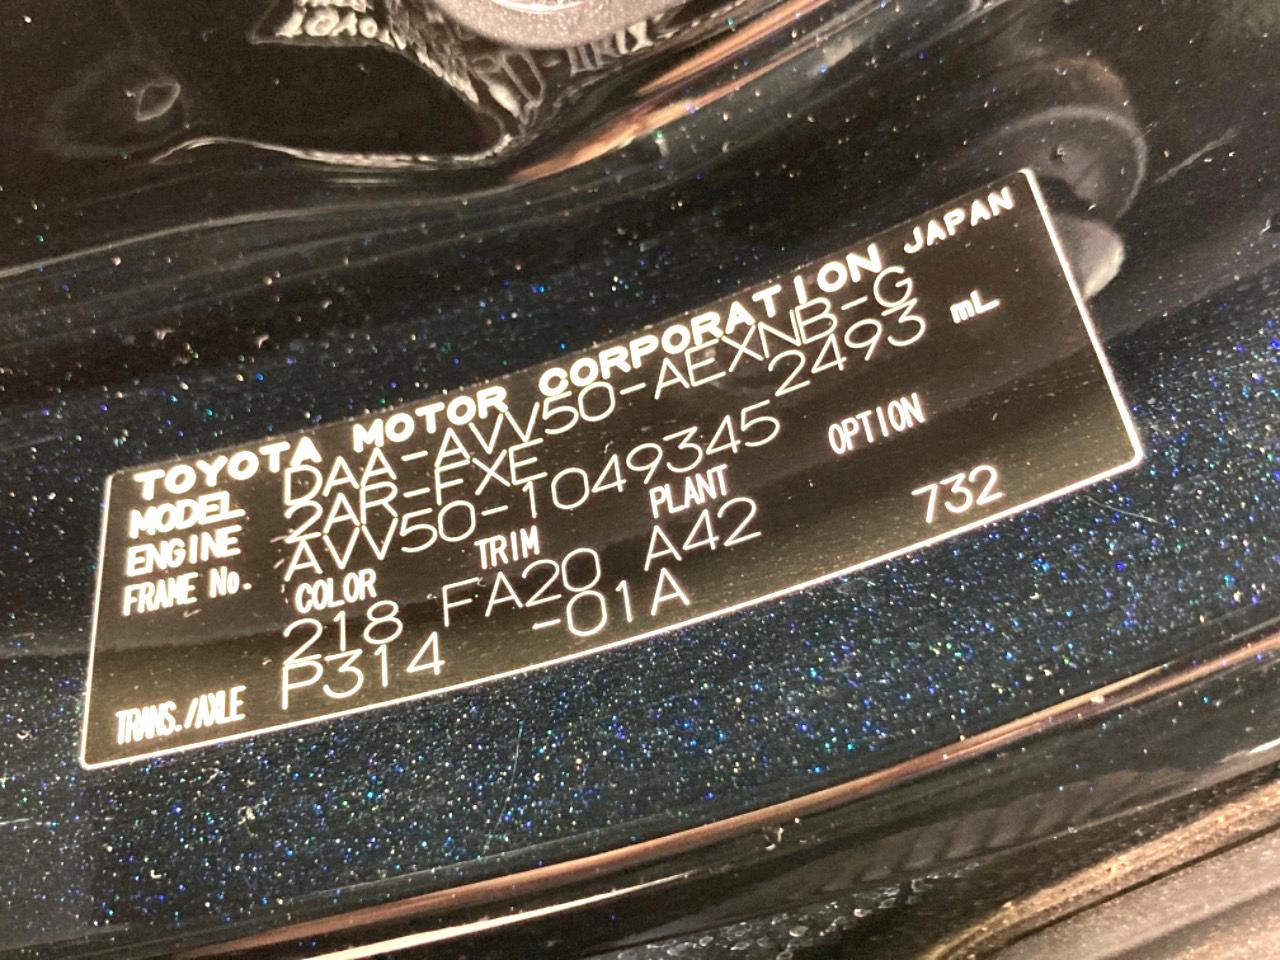 TOYOTA MOTOR CORPORATION JAPAN
MODEL DAA-AVV50-AEXNB-G
ENGINE 2AR-FXE 2493 mL
FRAME No. AVV50-1049345
COLOR TRIM PLANT OPTION
218 FA20 A42 732
TRANS./AXLE P314 -01A